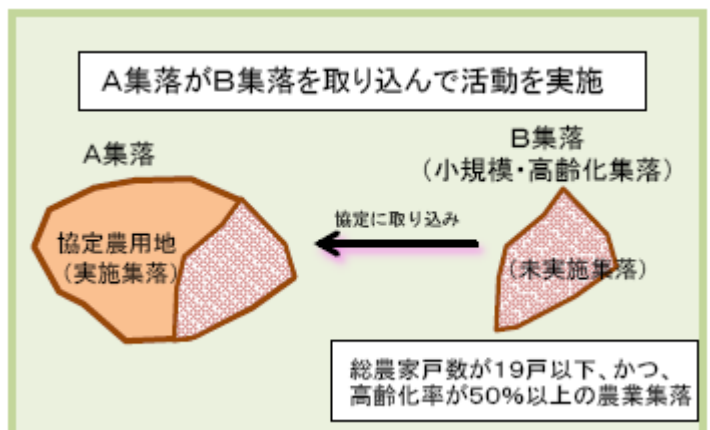 A集落がB集落を取り込んで活動を実施
A集落
B集落
(小規模・高齢化集落)
協定に取り込み
協定農用地
(実施集落)
(未実施集落)
総農家戸数が19戸以下、かつ、
高齢化率が50%以上の農業集落